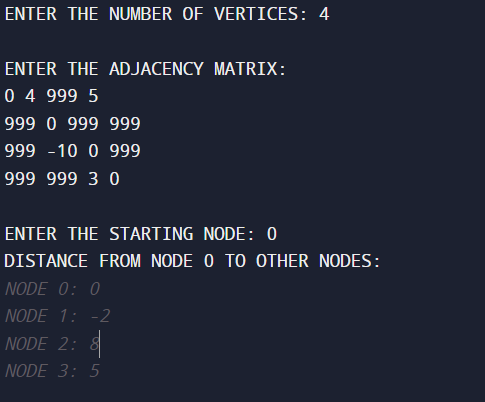 ENTER THE NUMBER OF VERTICES: 4
ENTER THE ADJACENCY MATRIX:
0 4 999 5
999 0 999 999
999 -10 0 999
999 999 3 0
ENTER THE STARTING NODE: 0
DISTANCE FROM NODE 0 TO OTHER NODES:
NODE 0: 0
NODE 1: -2
NODE 2: 8
NODE 3: 5